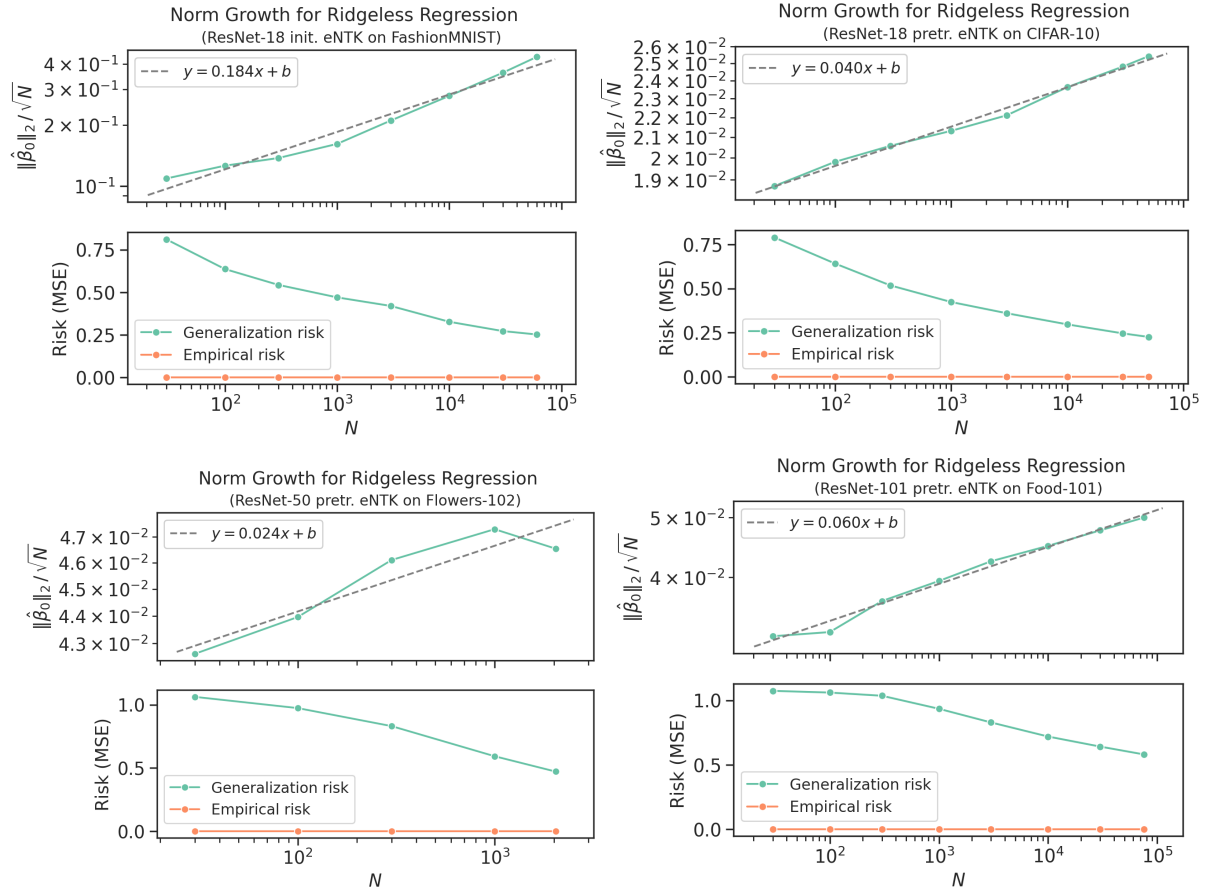 Norm Growth for Ridgeless Regression
(ResNet-18 init. eNTK on FashionMNIST)
y = 0.184x + b
4 × 10⁻¹
3 × 10⁻¹
2 × 10⁻¹
10⁻¹
‖β̂₀‖₂ / √N
0.75
0.50
0.25
0.00
Risk (MSE)
Generalization risk
Empirical risk
10² 10³ 10⁴ 10⁵
N
Norm Growth for Ridgeless Regression
(ResNet-18 pretr. eNTK on CIFAR-10)
y = 0.040x + b
2.6 × 10⁻²
2.5 × 10⁻²
2.4 × 10⁻²
2.3 × 10⁻²
2.2 × 10⁻²
2.1 × 10⁻²
2 × 10⁻²
1.9 × 10⁻²
‖β̂₀‖₂ / √N
0.75
0.50
0.25
0.00
Risk (MSE)
Generalization risk
Empirical risk
10² 10³ 10⁴ 10⁵
N
Norm Growth for Ridgeless Regression
(ResNet-50 pretr. eNTK on Flowers-102)
y = 0.024x + b
4.7 × 10⁻²
4.6 × 10⁻²
4.5 × 10⁻²
4.4 × 10⁻²
4.3 × 10⁻²
‖β̂₀‖₂ / √N
1.0
0.5
0.0
Risk (MSE)
Generalization risk
Empirical risk
10² 10³
N
Norm Growth for Ridgeless Regression
(ResNet-101 pretr. eNTK on Food-101)
y = 0.060x + b
5 × 10⁻²
4 × 10⁻²
‖β̂₀‖₂ / √N
1.0
0.5
0.0
Risk (MSE)
Generalization risk
Empirical risk
10² 10³ 10⁴ 10⁵
N